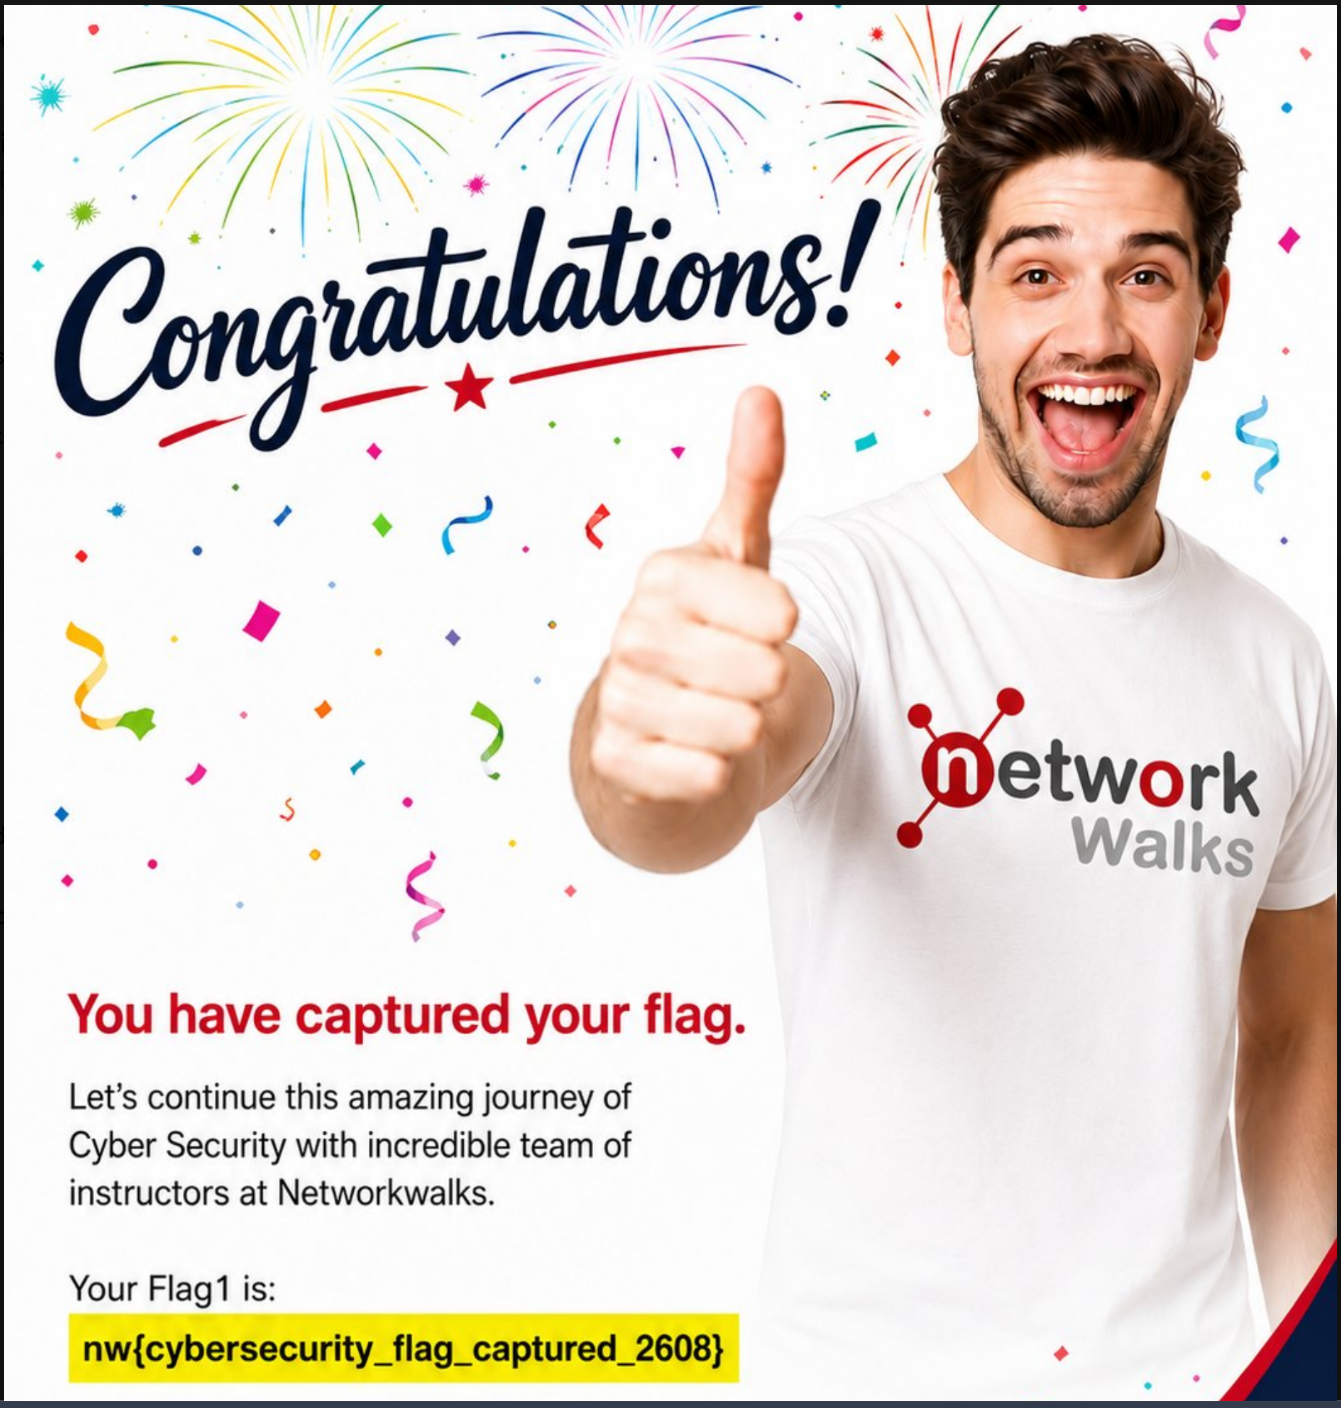 Congratulations!
network
Walks
You have captured your flag.
Let’s continue this amazing journey of
Cyber Security with incredible team of
instructors at Networkwalks.
Your Flag1 is:
nw{cybersecurity_flag_captured_2608}